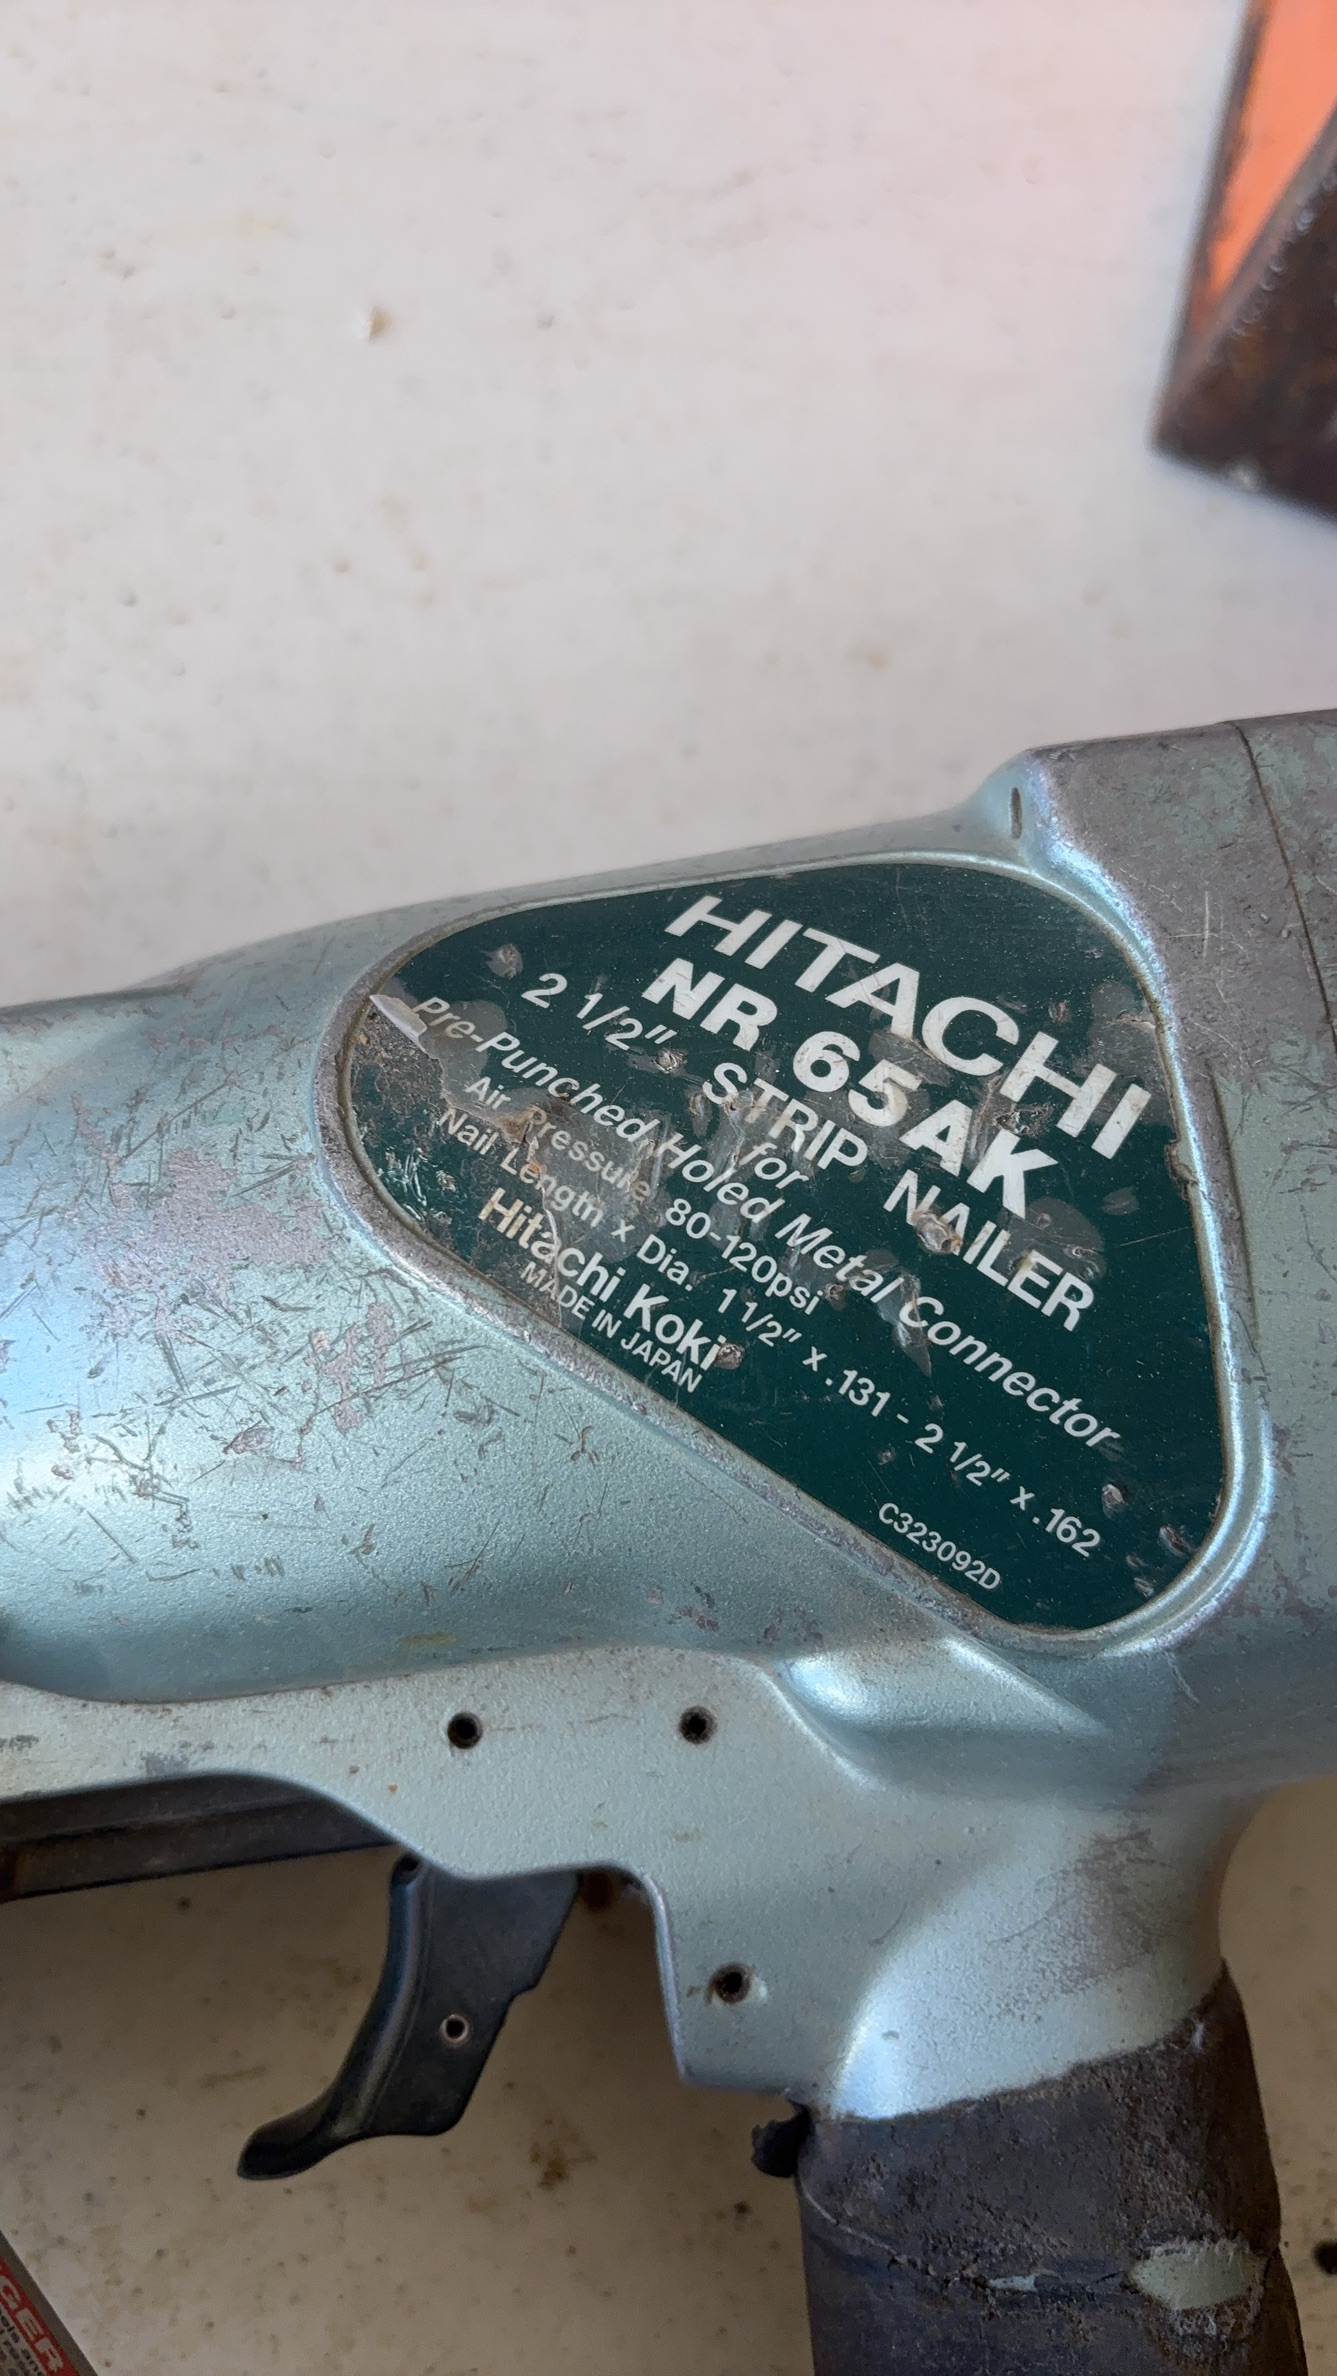 HITACHI
NR 65AK
2 1/2" STRIP NAILER
for
Pre-Punched Holed Metal Connector
Air Pressure 80-120psi
Nail Length x Dia. 1 1/2" x .131 - 2 1/2" x .162
Hitachi Koki
MADE IN JAPAN
C323092D
GER